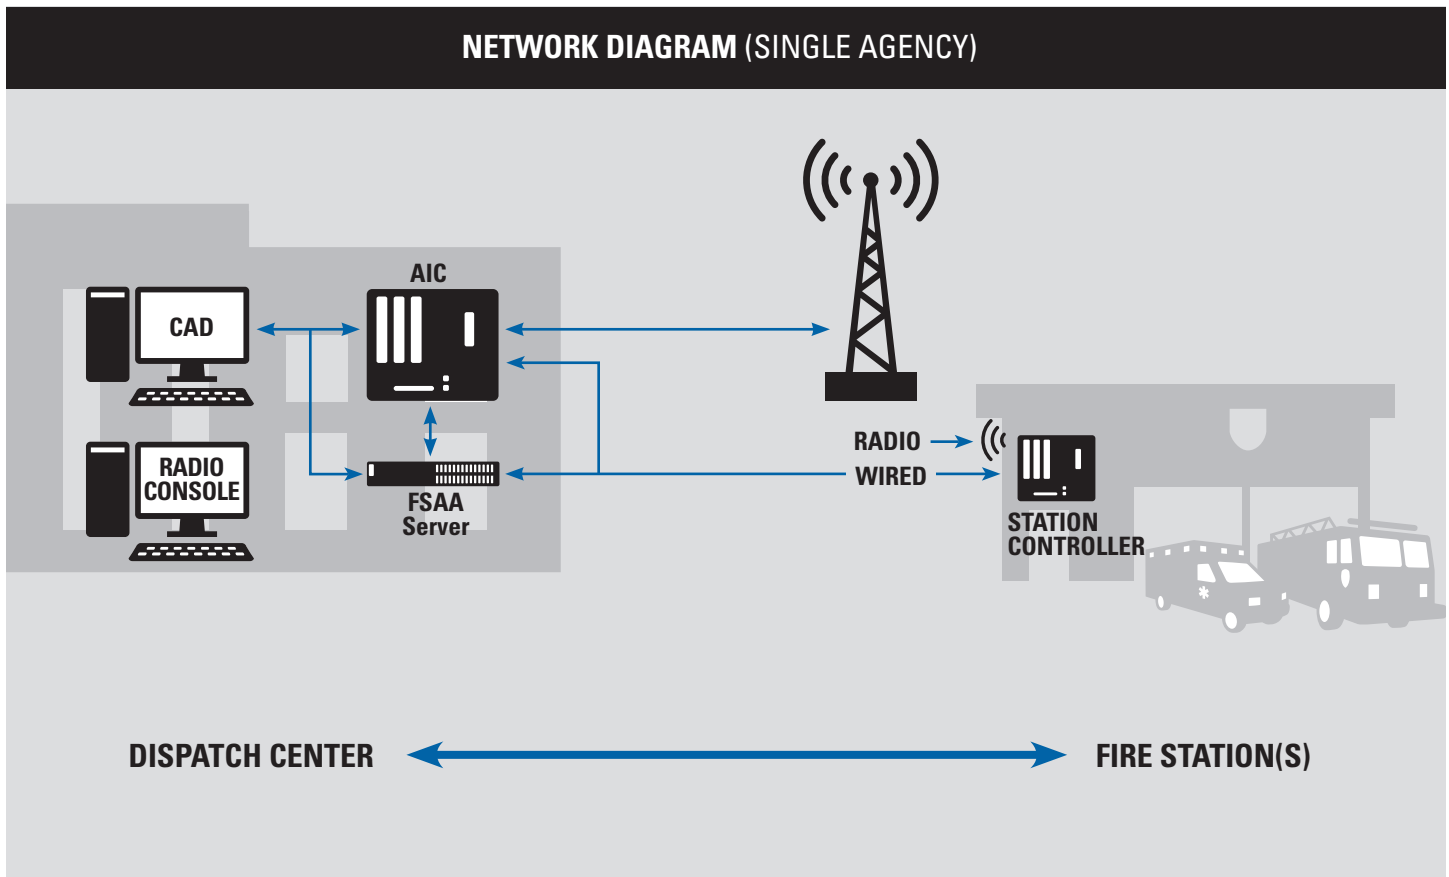 NETWORK DIAGRAM (SINGLE AGENCY)
AIC
CAD
RADIO
CONSOLE
FSAA
Server
RADIO
WIRED
STATION
CONTROLLER
DISPATCH CENTER
FIRE STATION(S)